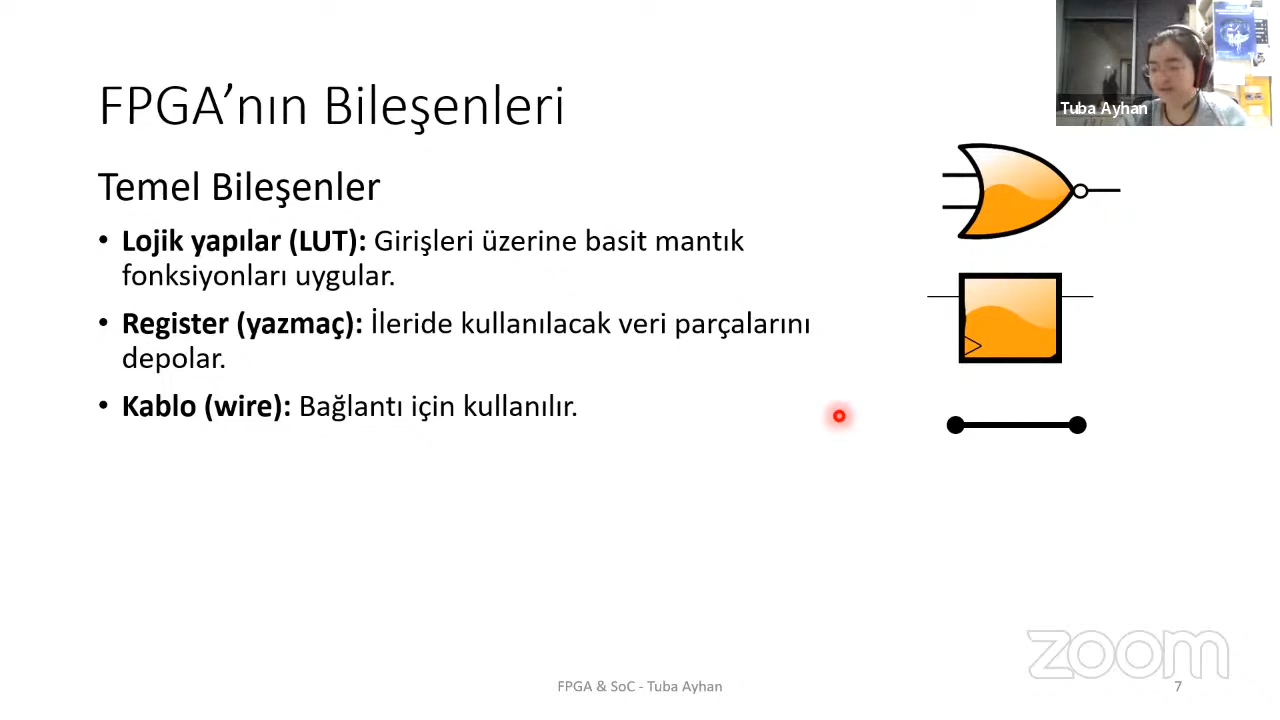 FPGA’nın Bileşenleri
Tuba Ayhan
Temel Bileşenler
• Lojik yapılar (LUT): Girişleri üzerine basit mantık
fonksiyonları uygular.
• Register (yazmaç): İleride kullanılacak veri parçalarını
depolar.
• Kablo (wire): Bağlantı için kullanılır.
zoom
FPGA & SoC - Tuba Ayhan
7